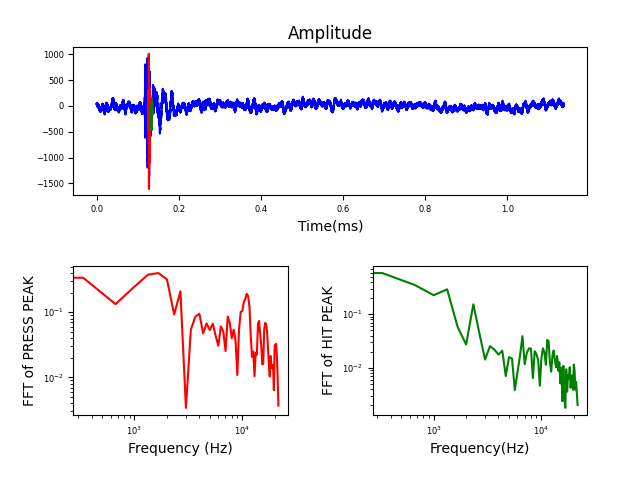 Amplitude
1000
500
0
−500
−1000
−1500
0.0 0.2 0.4 0.6 0.8 1.0
Time(ms)
FFT of PRESS PEAK
10⁻¹
10⁻²
10³ 10⁴
Frequency (Hz)
FFT of HIT PEAK
10⁻¹
10⁻²
10³ 10⁴
Frequency(Hz)